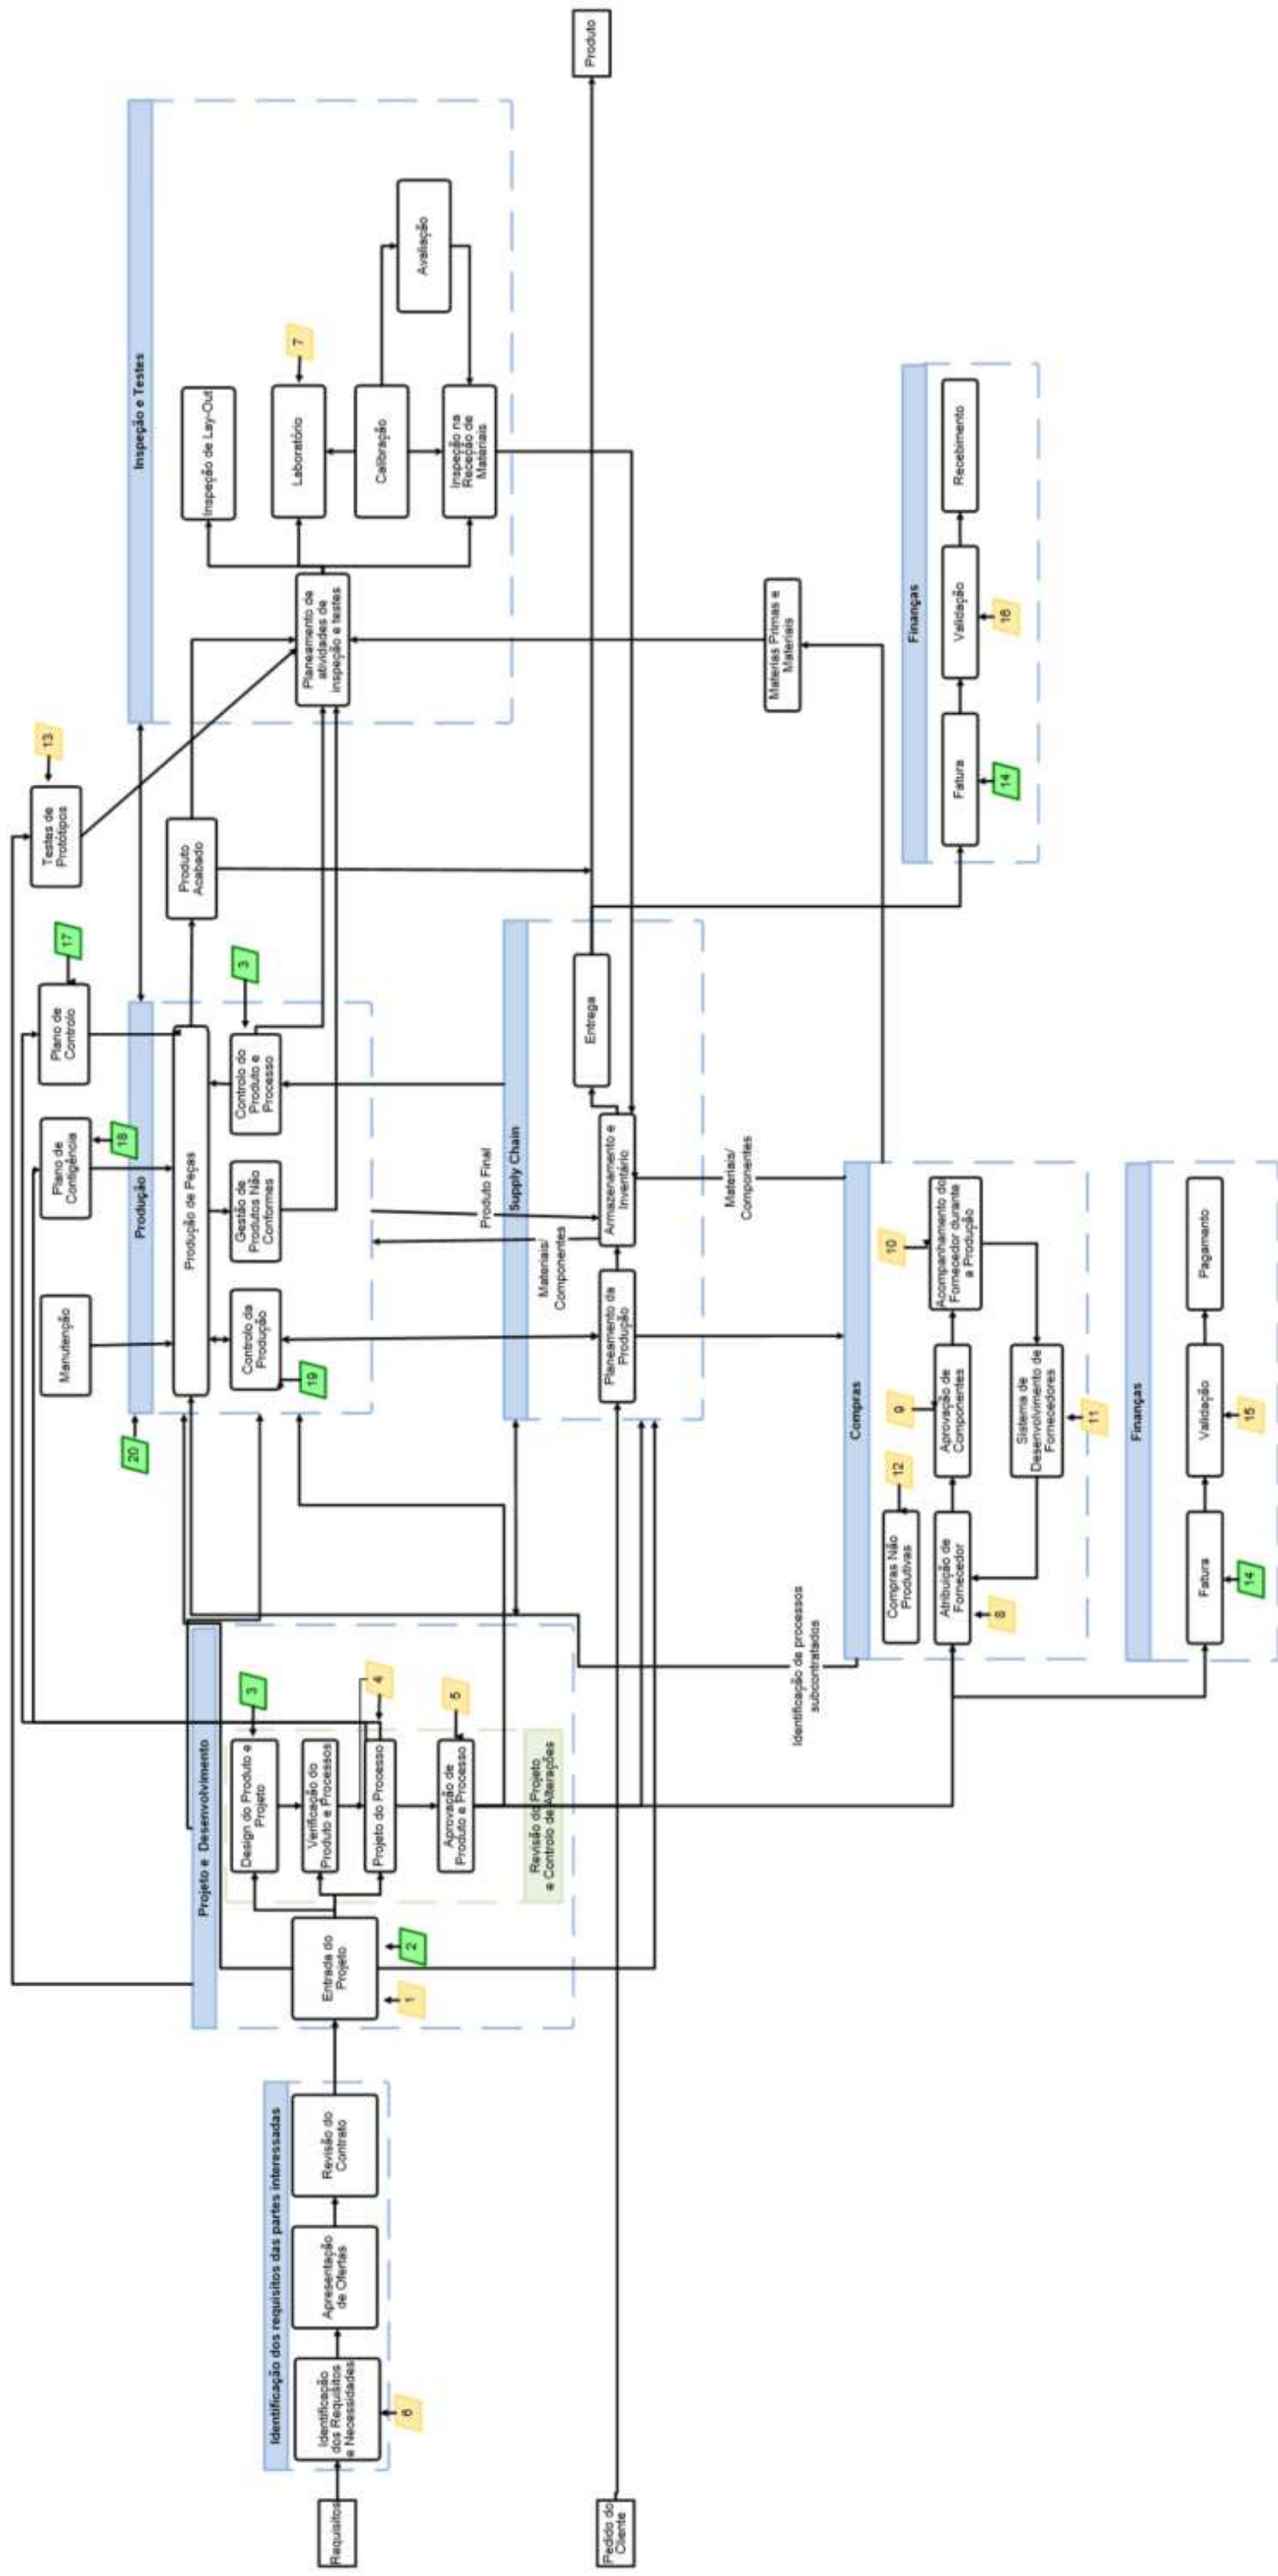 Requisitos
Identificação dos requisitos das partes interessadas
Identificação
dos Requisitos
e Necessidades
6
Apresentação
de Ofertas
Revisão do
Contrato
Pedido do
Cliente
Projeto e Desenvolvimento
Entrada do
Projeto
1
2
Design do Produto e
Projeto
3
Verificação do
Produto e Processos
Projeto do Processo
4
Aprovação de
Produto e Processo
5
Revisão do Projeto
e Controlo de Alterações
Identificação de processos
subcontratados
Manutenção
Plano de
Contigência
18
Plano de
Controlo
17
Testes de
Protótipos
13
20
Produção
Produção de Peças
Controlo da
Produção
19
Gestão de
Produtos Não
Conformes
Controlo do
Produto e
Processo
3
Produto
Acabado
Produto Final
Materiais/
Componentes
Supply Chain
Planeamento da
Produção
Armazenamento e
Inventário
Entrega
Materiais/
Componentes
Compras
Compras Não
Produtivas
12
Atribuição de
Fornecedor
8
Aprovação de
Componentes
9
Acompanhamento do
Fornecedor durante
a Produção
10
Sistema de
Desenvolvimento de
Fornecedores
11
Finanças
Fatura
14
Validação
15
Pagamento
Inspeção e Testes
Planeamento de
atividades de
inspeção e testes
Inspeção de Lay-Out
Laboratório
7
Calibração
Inspeção na
Receção de
Materiais
Avaliação
Materias Primas e
Materiais
Finanças
Fatura
14
Validação
16
Recebimento
Produto